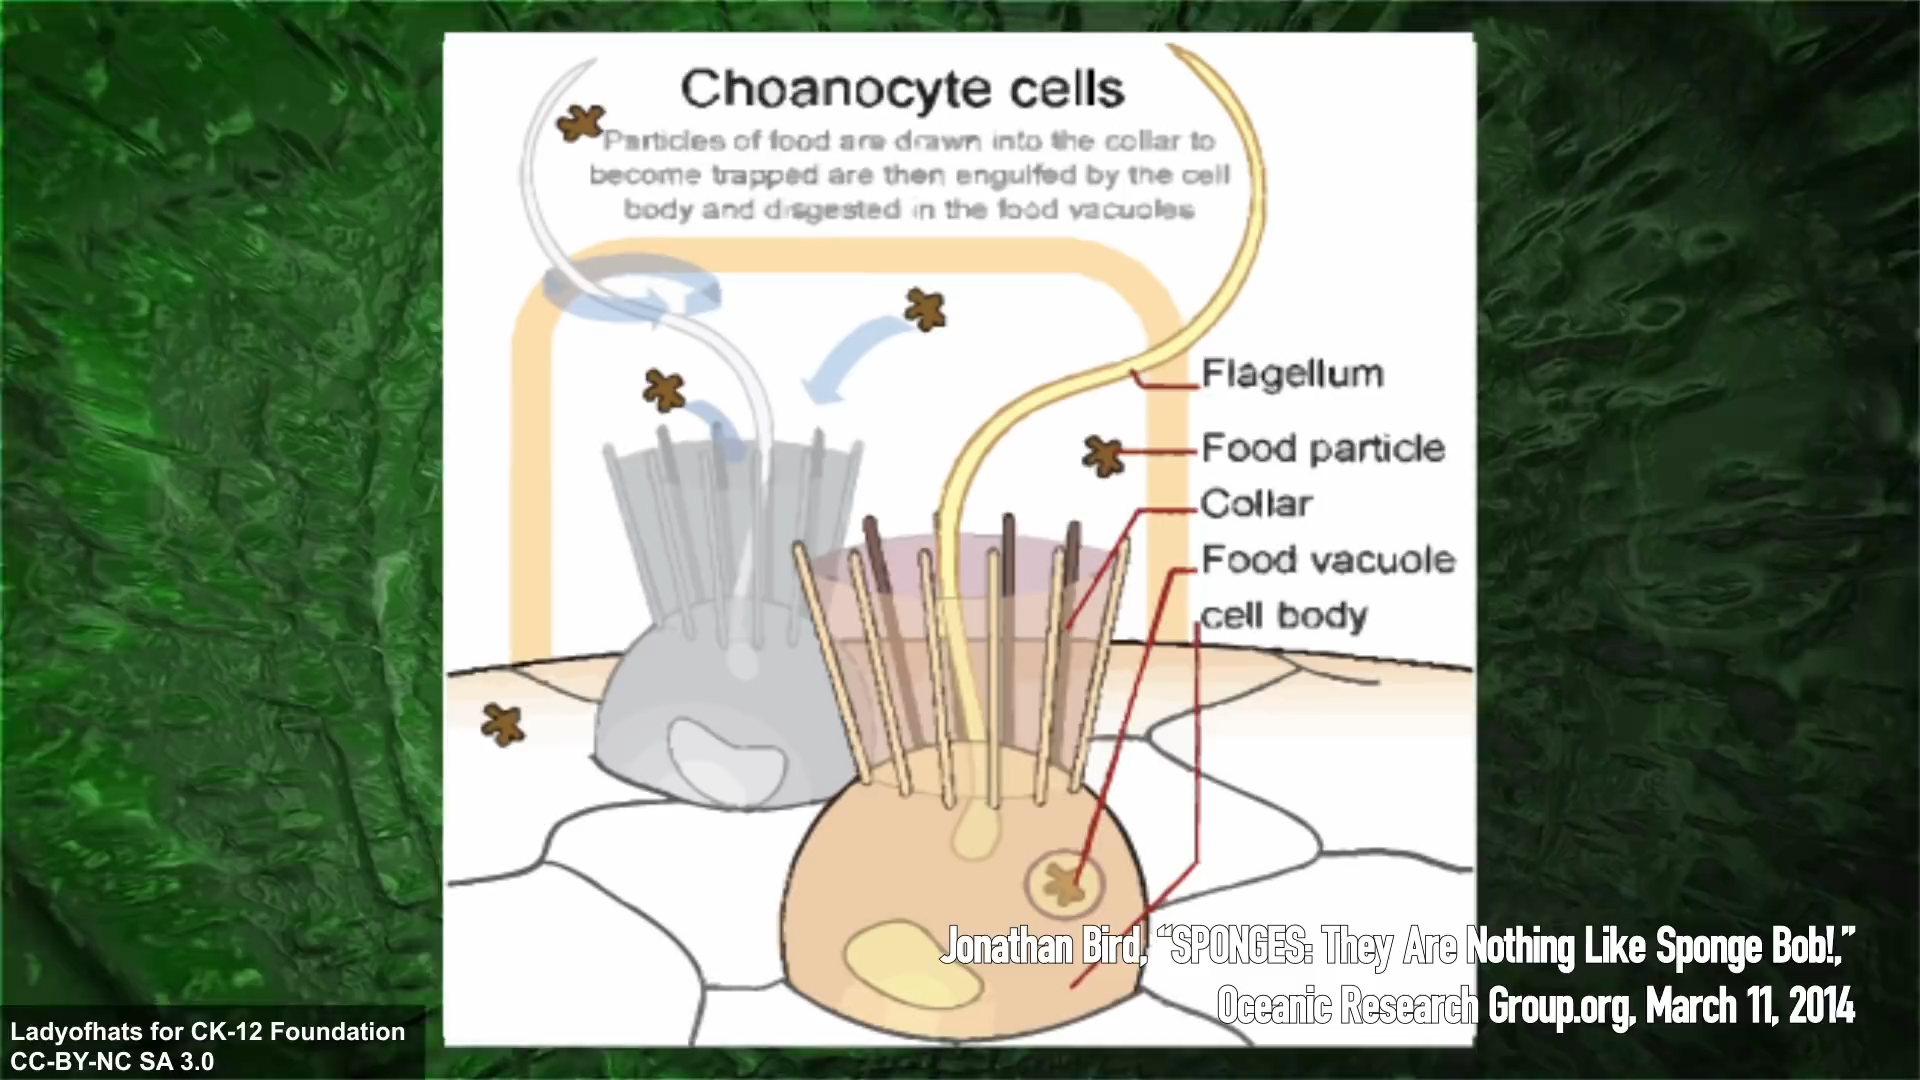 Choanocyte cells
Particles of food are drawn into the collar to
become trapped are then engulfed by the cell
body and disgested in the food vacuoles
Flagellum
Food particle
Collar
Food vacuole
cell body
Jonathan Bird, “SPONGES: They Are Nothing Like Sponge Bob!,”
Oceanic Research Group.org, March 11, 2014
Ladyofhats for CK-12 Foundation
CC-BY-NC SA 3.0